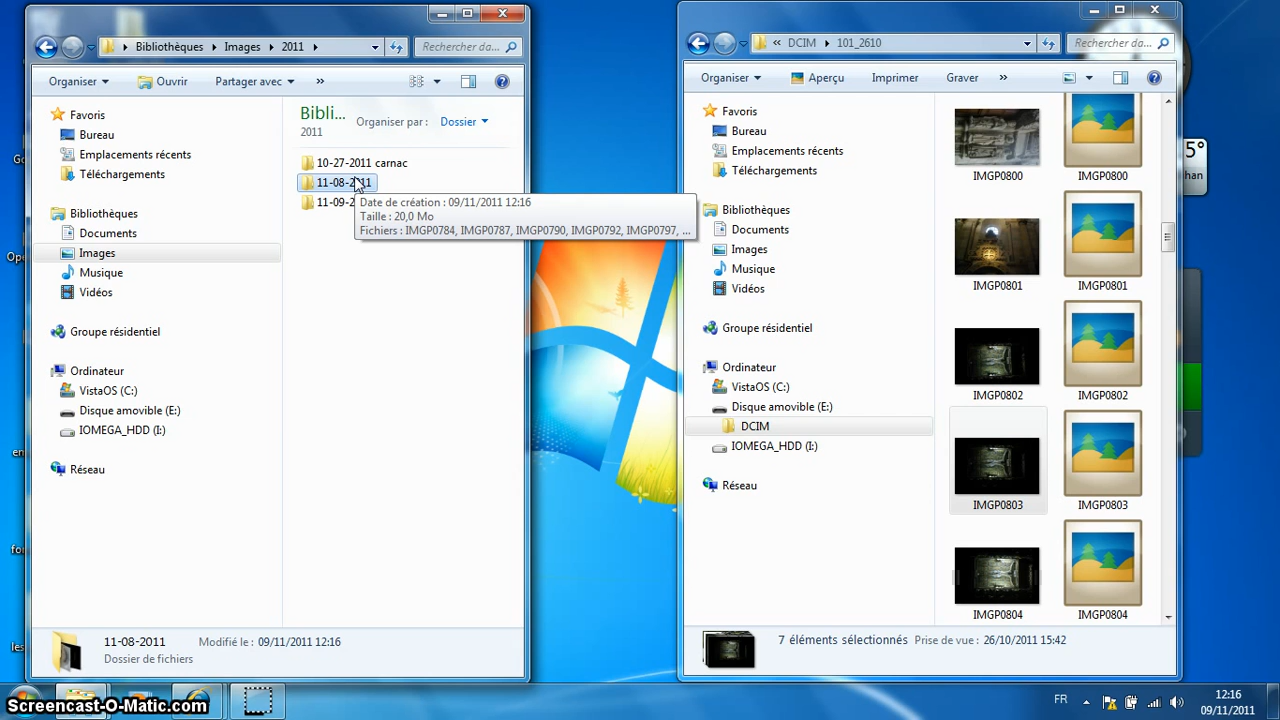 Bibliothèques
Images
2011
Rechercher da...
Organiser
Ouvrir
Partager avec
»
Favoris
Bureau
Emplacements récents
Téléchargements
Bibliothèques
Documents
Images
Musique
Vidéos
Groupe résidentiel
Ordinateur
VistaOS (C:)
Disque amovible (E:)
IOMEGA_HDD (I:)
Réseau
Bibli...
2011
Organiser par : Dossier
10-27-2011 carnac
11-08-2011
11-09-2
Date de création : 09/11/2011 12:16
Taille : 20,0 Mo
Fichiers : IMGP0784, IMGP0787, IMGP0790, IMGP0792, IMGP0797, ...
11-08-2011 Modifié le : 09/11/2011 12:16
Dossier de fichiers
« DCIM
101_2610
Rechercher da...
Organiser
Aperçu
Imprimer
Graver
»
Favoris
Bureau
Emplacements récents
Téléchargements
Bibliothèques
Documents
Images
Musique
Vidéos
Groupe résidentiel
Ordinateur
VistaOS (C:)
Disque amovible (E:)
DCIM
IOMEGA_HDD (I:)
Réseau
IMGP0800 IMGP0800
IMGP0801 IMGP0801
IMGP0802 IMGP0802
IMGP0803 IMGP0803
IMGP0804 IMGP0804
7 éléments sélectionnés Prise de vue : 26/10/2011 15:42
5°
han
Screencast-O-Matic.com
FR
12:16
09/11/2011